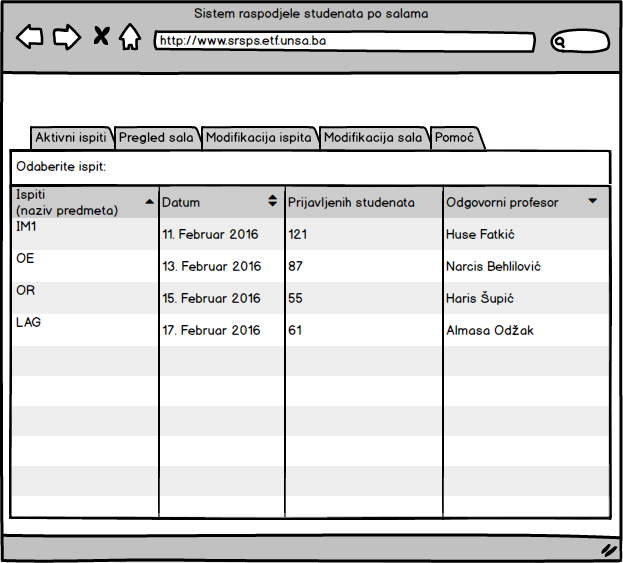 Sistem raspodjele studenata po salama
http://www.srsps.etf.unsa.ba
Aktivni ispiti Pregled sala Modifikacija ispita Modifikacija sala Pomoć
Odaberite ispit:
Ispiti
(naziv predmeta) Datum Prijavljenih studenata Odgovorni profesor
IM1 11. Februar 2016 121 Huse Fatkić
OE 13. Februar 2016 87 Narcis Behlilović
OR 15. Februar 2016 55 Haris Šupić
LAG 17. Februar 2016 61 Almasa Odžak